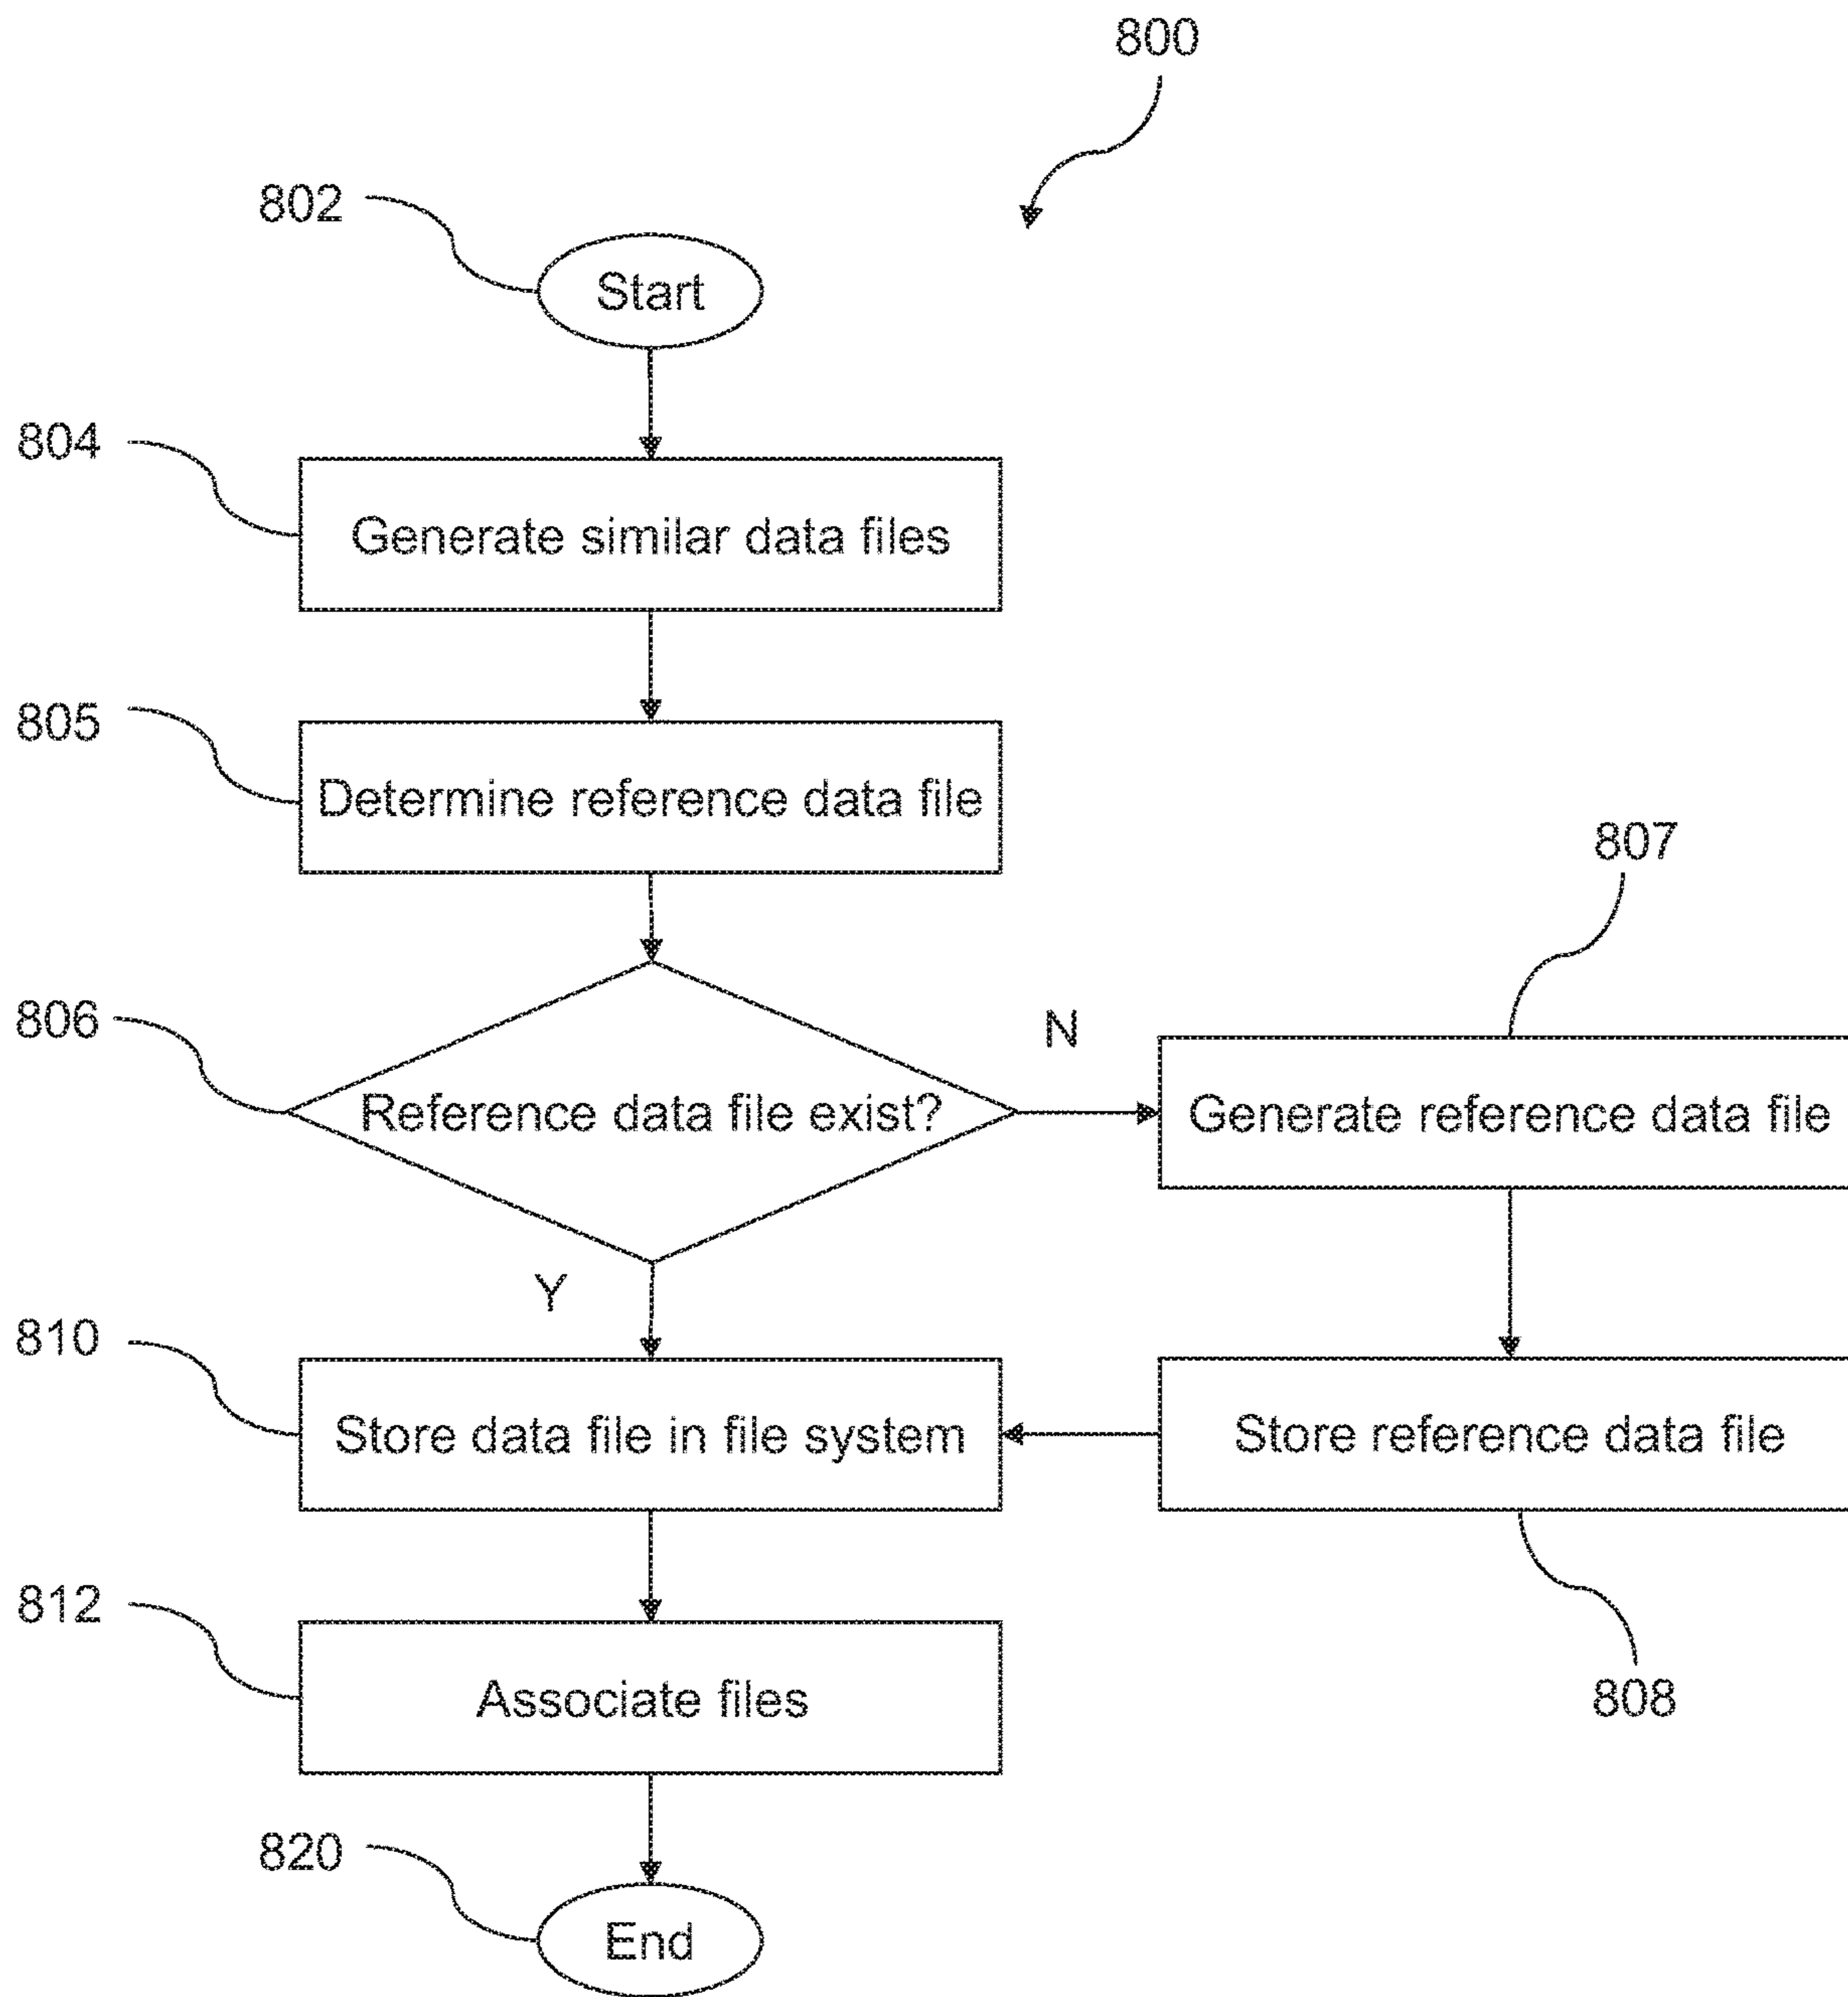 800
802
Start
804
Generate similar data files
805
Determine reference data file
807
806
N
Reference data file exist?
Generate reference data file
Y
810
Store data file in file system
Store reference data file
812
Associate files
808
820
End